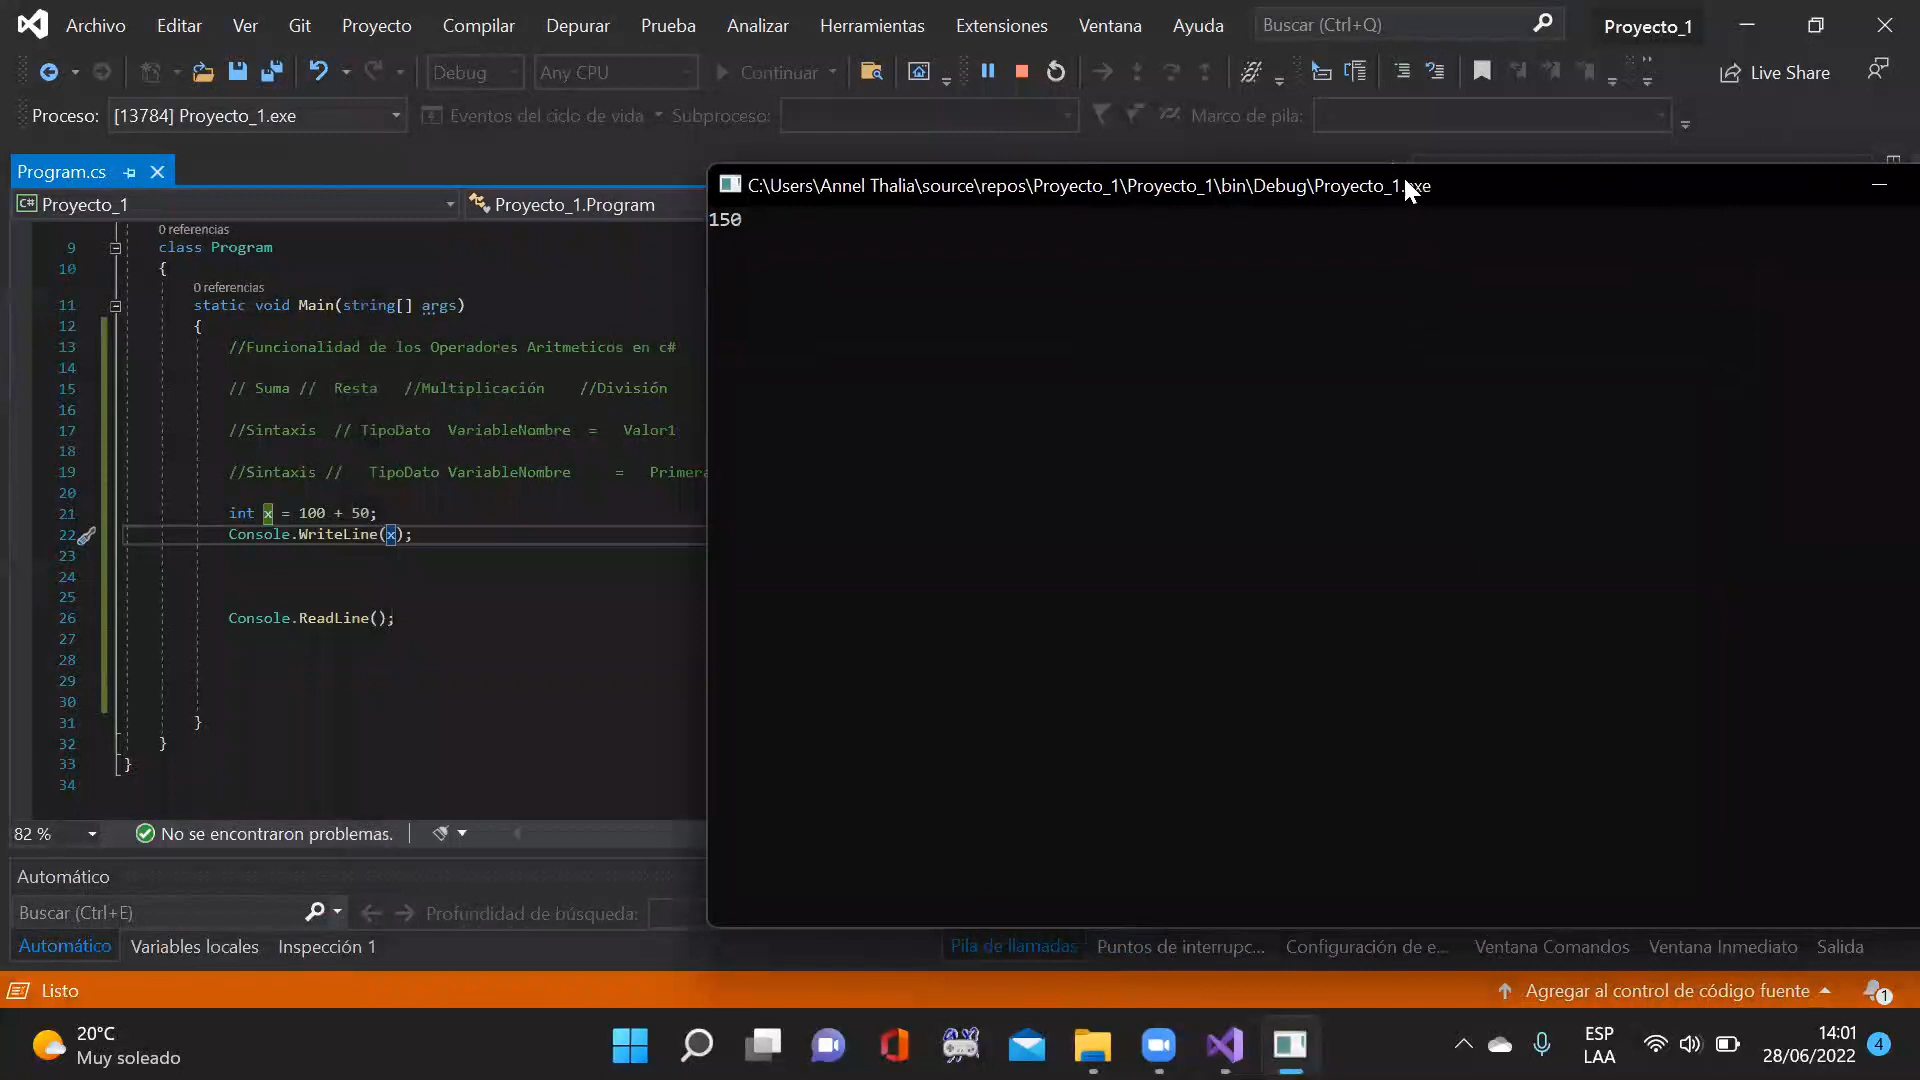 Archivo Editar Ver Git Proyecto Compilar Depurar Prueba Analizar Herramientas Extensiones Ventana Ayuda Buscar (Ctrl+Q) Proyecto_1
Debug Any CPU Continuar Live Share
Proceso: [13784] Proyecto_1.exe Eventos del ciclo de vida Subproceso: Marco de pila:
Program.cs
C# Proyecto_1 Proyecto_1.Program
C:\Users\Annel Thalia\source\repos\Proyecto_1\Proyecto_1\bin\Debug\Proyecto_1.exe
150
0 referencias
9 class Program
10 {
0 referencias
11 static void Main(string[] args)
12 {
13 //Funcionalidad de los Operadores Aritmeticos en c#
14
15 // Suma // Resta //Multiplicación //División
16
17 //Sintaxis // TipoDato VariableNombre = Valor1
18
19 //Sintaxis // TipoDato VariableNombre = Primera
20
21 int x = 100 + 50;
22 Console.WriteLine(x);
23
24
25
26 Console.ReadLine();
27
28
29
30
31 }
32 }
33 }
34
82 % No se encontraron problemas.
Automático
Buscar (Ctrl+E) Profundidad de búsqueda:
Automático Variables locales Inspección 1 Pila de llamadas Puntos de interrupc... Configuración de e... Ventana Comandos Ventana Inmediato Salida
Listo Agregar al control de código fuente 1
20°C
Muy soleado
ESP
LAA
14:01
28/06/2022
4